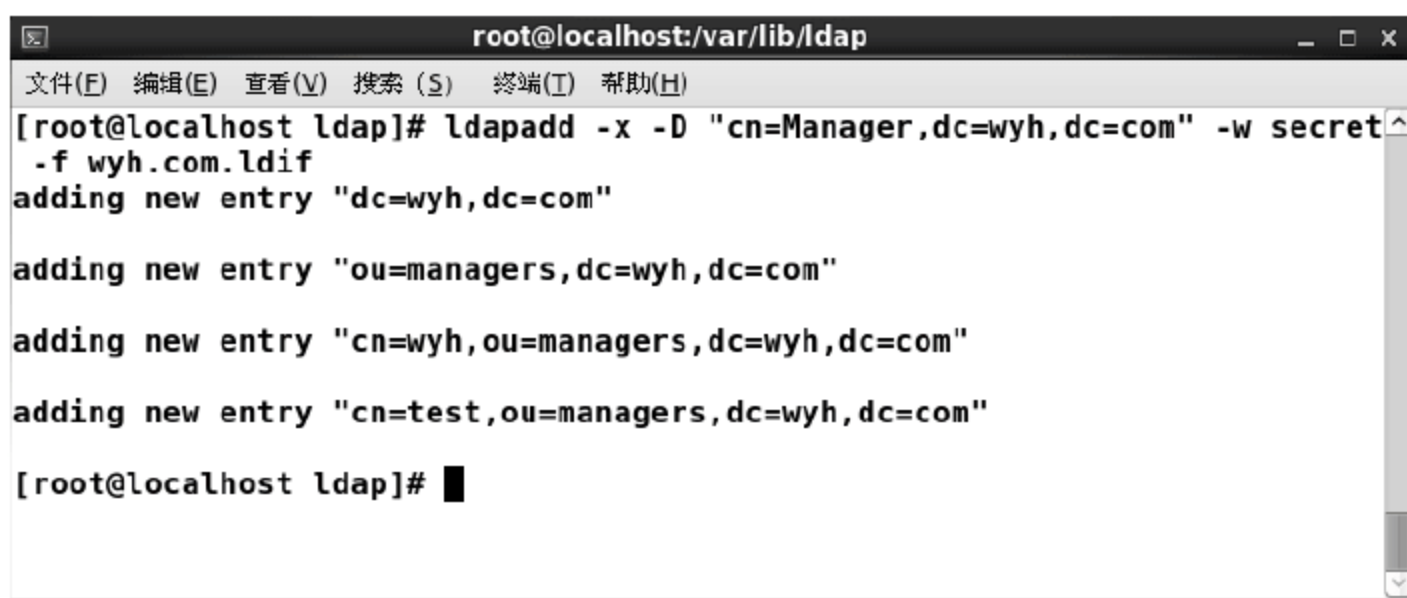 root@localhost:/var/lib/ldap
文件(F) 编辑(E) 查看(V) 搜索 (S) 终端(T) 帮助(H)
[root@localhost ldap]# ldapadd -x -D "cn=Manager,dc=wyh,dc=com" -w secret
-f wyh.com.ldif
adding new entry "dc=wyh,dc=com"
adding new entry "ou=managers,dc=wyh,dc=com"
adding new entry "cn=wyh,ou=managers,dc=wyh,dc=com"
adding new entry "cn=test,ou=managers,dc=wyh,dc=com"
[root@localhost ldap]#